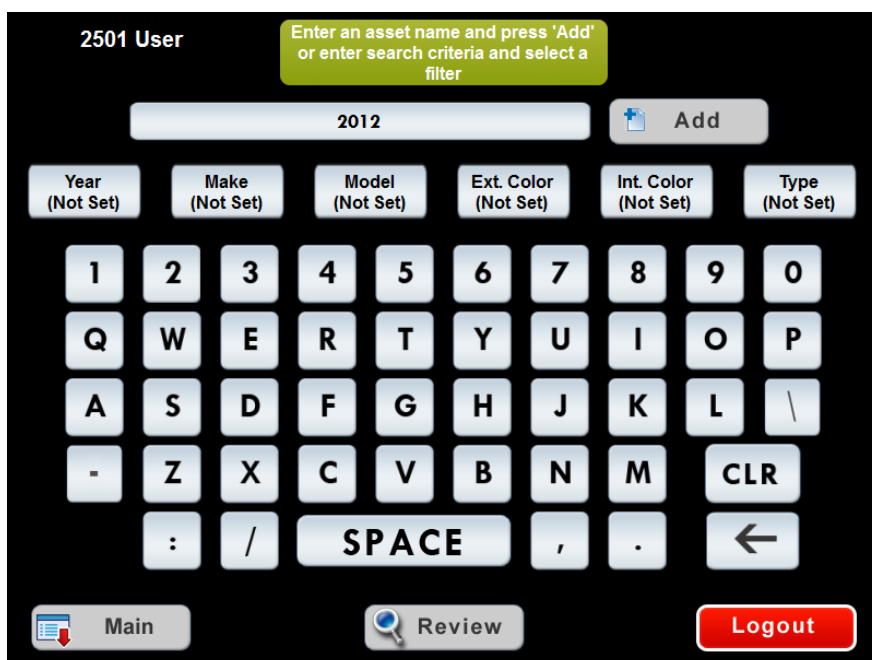 2501 User
Enter an asset name and press 'Add'
or enter search criteria and select a
filter
2012
Add
Year
(Not Set)
Make
(Not Set)
Model
(Not Set)
Ext. Color
(Not Set)
Int. Color
(Not Set)
Type
(Not Set)
1 2 3 4 5 6 7 8 9 0
Q W E R T Y U I O P
A S D F G H J K L \
- Z X C V B N M CLR
: / SPACE , . ←
Main
Review
Logout